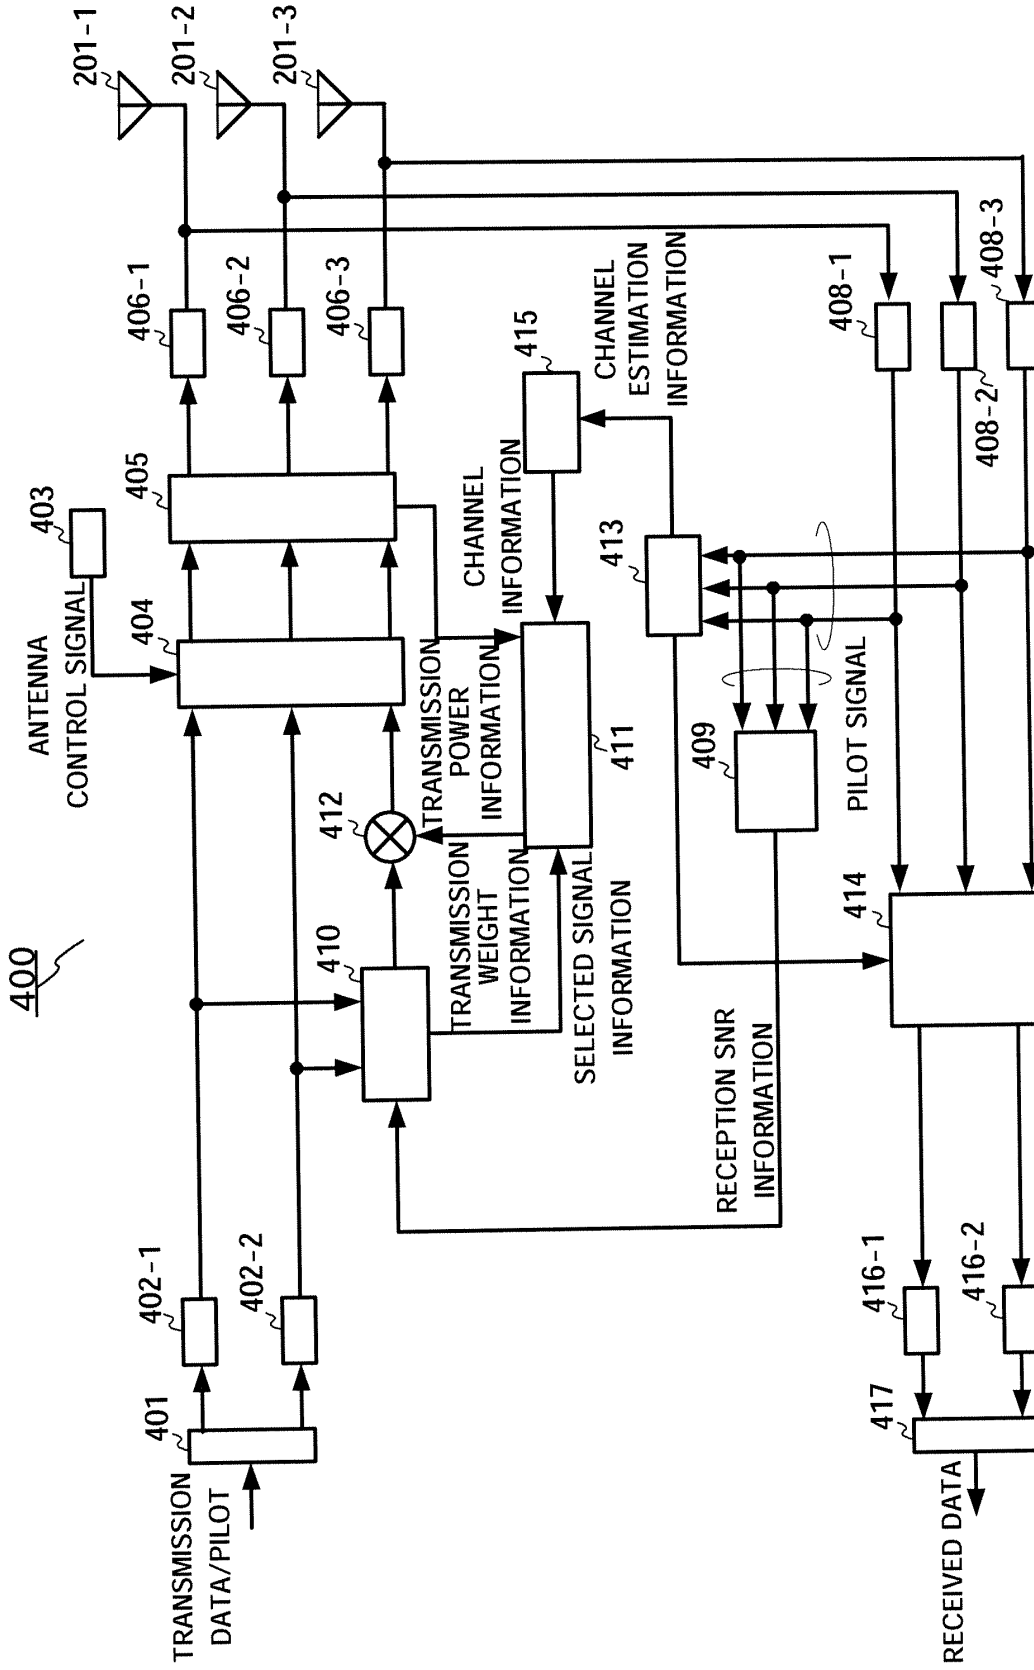 400
TRANSMISSION
DATA/PILOT
401
402-1
402-2
ANTENNA
CONTROL SIGNAL
403
404
405
406-1
406-2
406-3
201-1
201-2
201-3
410
412
TRANSMISSION
POWER
INFORMATION
TRANSMISSION
WEIGHT
INFORMATION
SELECTED SIGNAL
INFORMATION
411
CHANNEL
INFORMATION
415
CHANNEL
ESTIMATION
INFORMATION
413
409
PILOT SIGNAL
RECEPTION SNR
INFORMATION
408-1
408-2
408-3
414
416-1
416-2
417
RECEIVED DATA